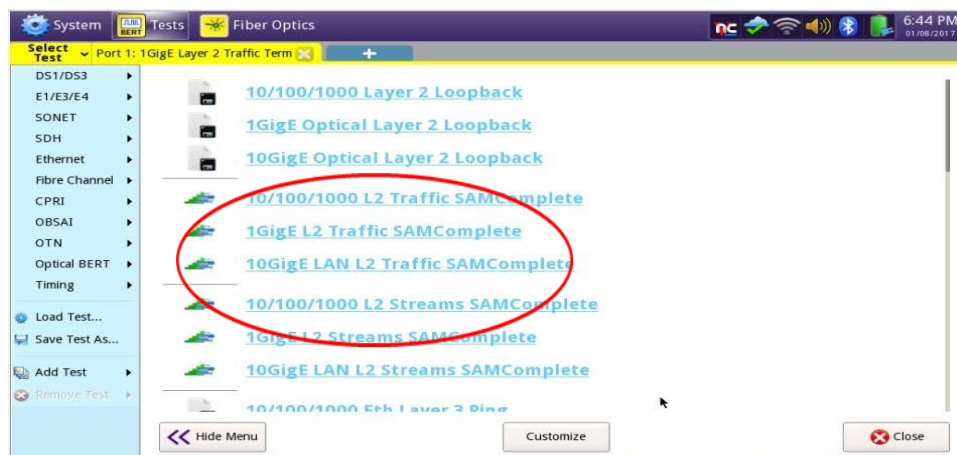 System
BERT Tests
Fiber Optics
nc
6:44 PM
01/08/2017
Select Test
Port 1: 1GigE Layer 2 Traffic Term
+
DS1/DS3
E1/E3/E4
SONET
SDH
Ethernet
Fibre Channel
CPRI
OBSAI
OTN
Optical BERT
Timing
Load Test...
Save Test As...
Add Test
Remove Test
10/100/1000 Layer 2 Loopback
1GigE Optical Layer 2 Loopback
10GigE Optical Layer 2 Loopback
10/100/1000 L2 Traffic SAMComplete
1GigE L2 Traffic SAMComplete
10GigE LAN L2 Traffic SAMComplete
10/100/1000 L2 Streams SAMComplete
1GigE L2 Streams SAMComplete
10GigE LAN L2 Streams SAMComplete
10/100/1000 Eth Layer 3 Ping
Hide Menu
Customize
Close